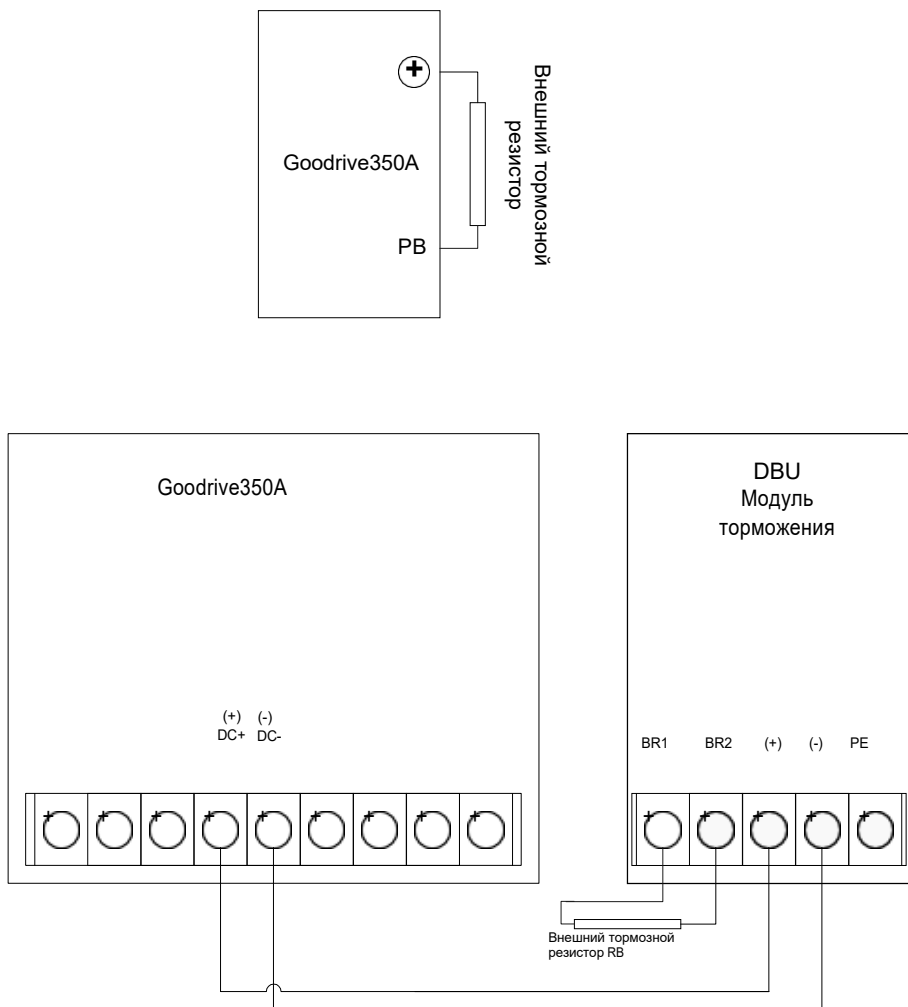 +
Внешний тормозной
резистор
Goodrive350A
PB
Goodrive350A
DBU
Модуль
торможения
(+) (-)
DC+ DC-
BR1 BR2 (+) (-) PE
+ + + + + + + + +
+ + + + +
Внешний тормозной
резистор RB